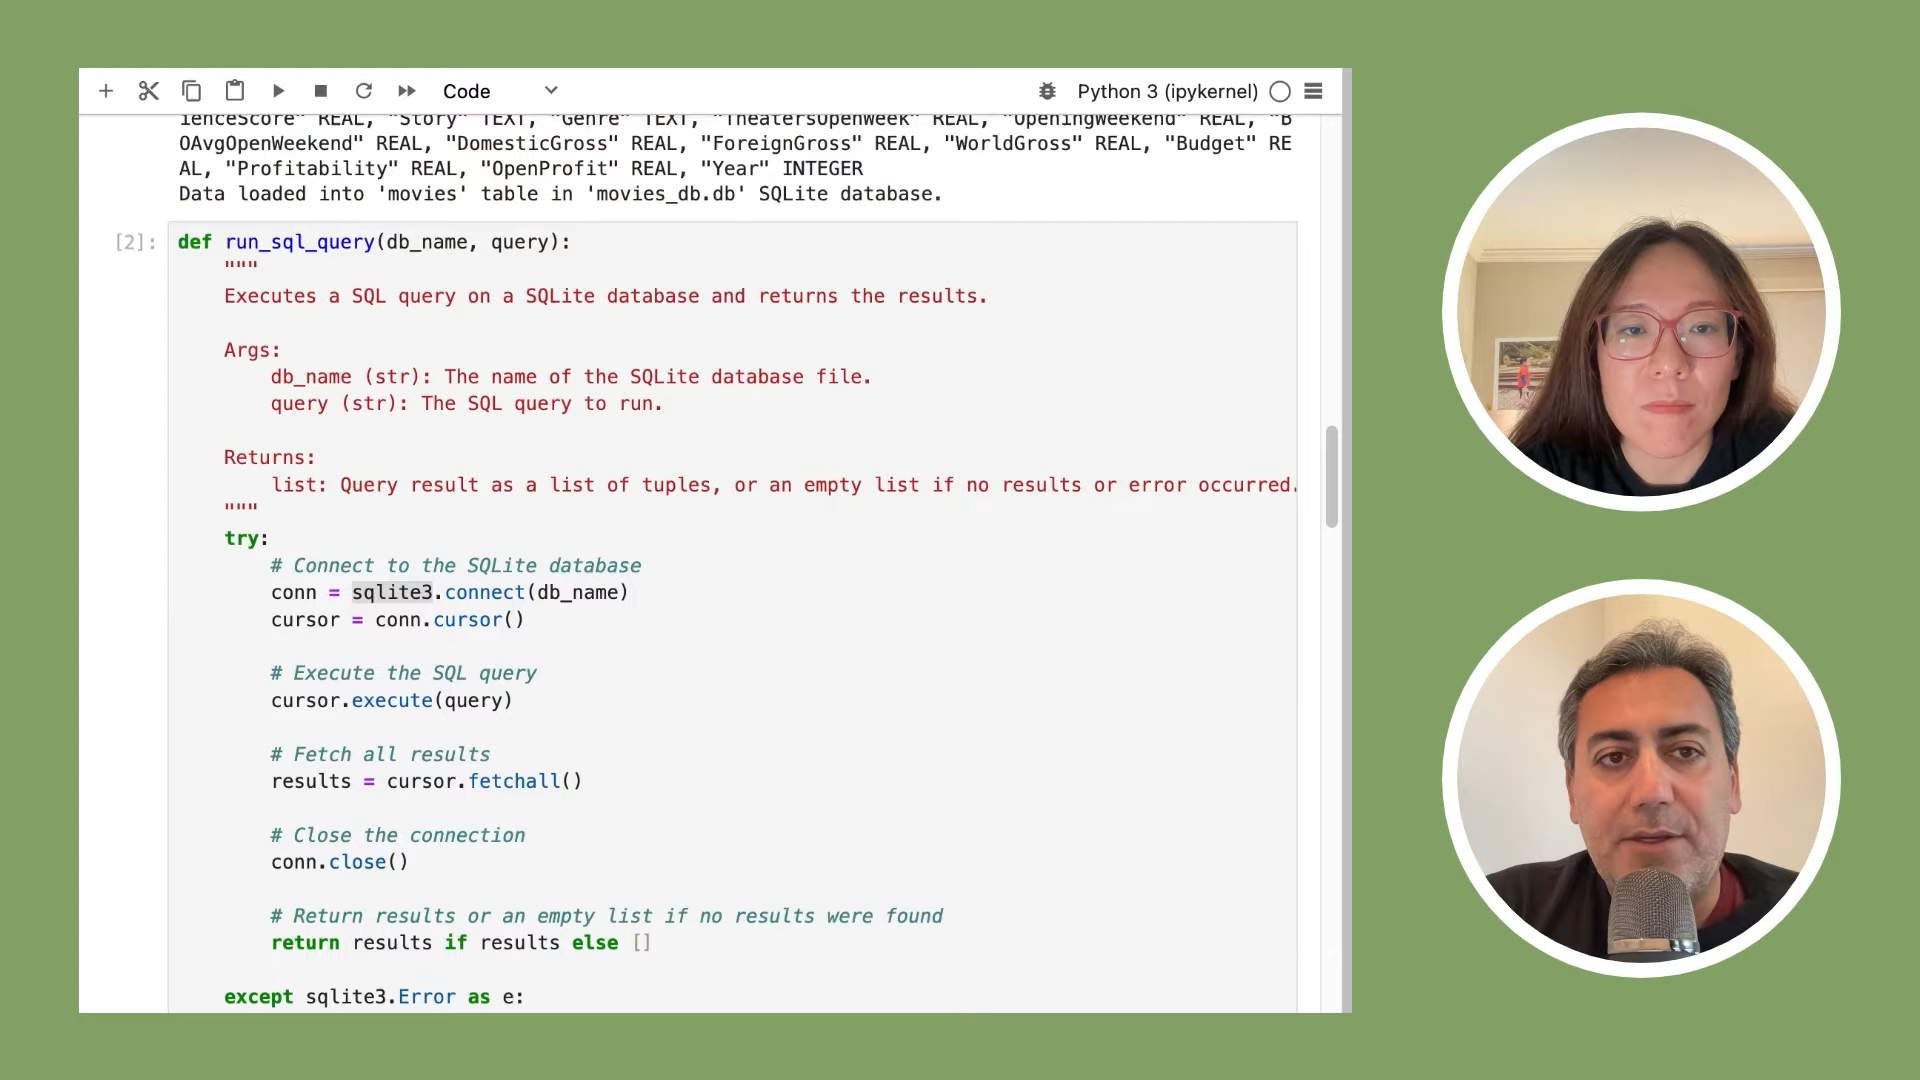 Code
Python 3 (ipykernel)
ienceScore" REAL, "Story" TEXT, "Genre" TEXT, "TheatersOpenWeek" REAL, "OpeningWeekend" REAL, "B
OAvgOpenWeekend" REAL, "DomesticGross" REAL, "ForeignGross" REAL, "WorldGross" REAL, "Budget" RE
AL, "Profitability" REAL, "OpenProfit" REAL, "Year" INTEGER
Data loaded into 'movies' table in 'movies_db.db' SQLite database.
[2]: def run_sql_query(db_name, query):
"""
Executes a SQL query on a SQLite database and returns the results.
Args:
db_name (str): The name of the SQLite database file.
query (str): The SQL query to run.
Returns:
list: Query result as a list of tuples, or an empty list if no results or error occurred.
"""
try:
# Connect to the SQLite database
conn = sqlite3.connect(db_name)
cursor = conn.cursor()
# Execute the SQL query
cursor.execute(query)
# Fetch all results
results = cursor.fetchall()
# Close the connection
conn.close()
# Return results or an empty list if no results were found
return results if results else []
except sqlite3.Error as e: